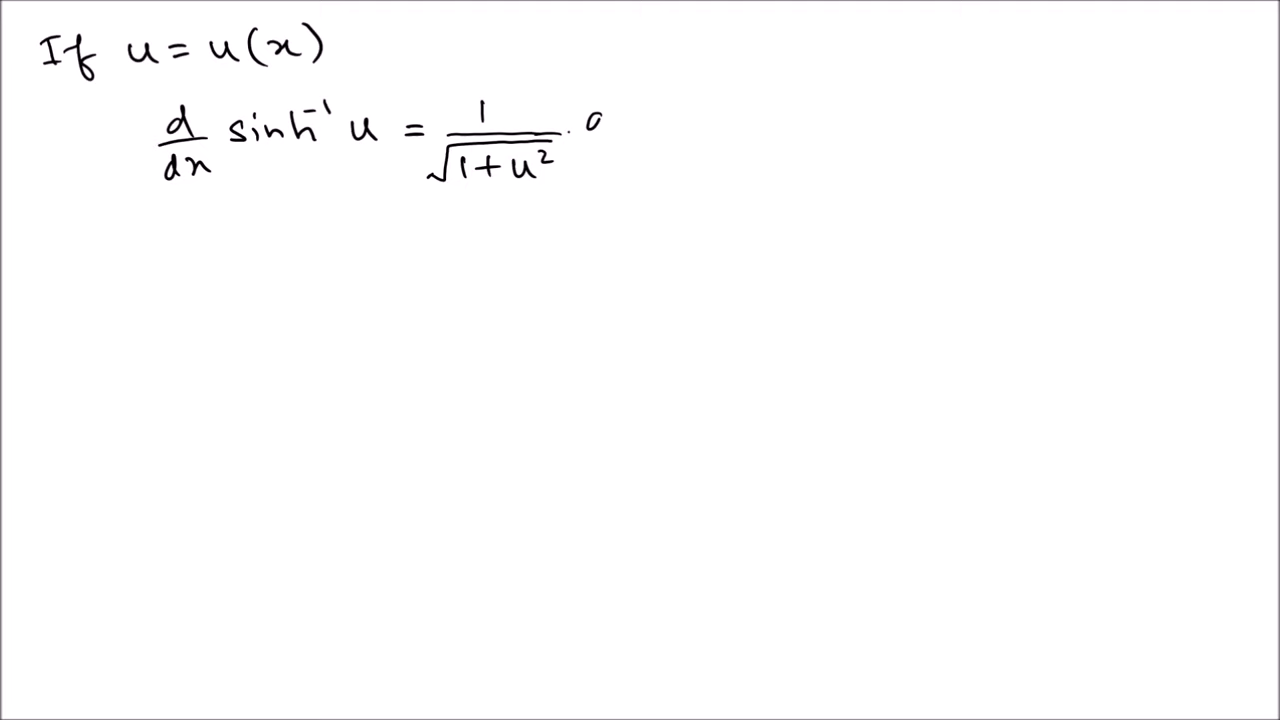 If u = u(x)
d/dx sinh⁻¹ u = 1/√(1+u²) .